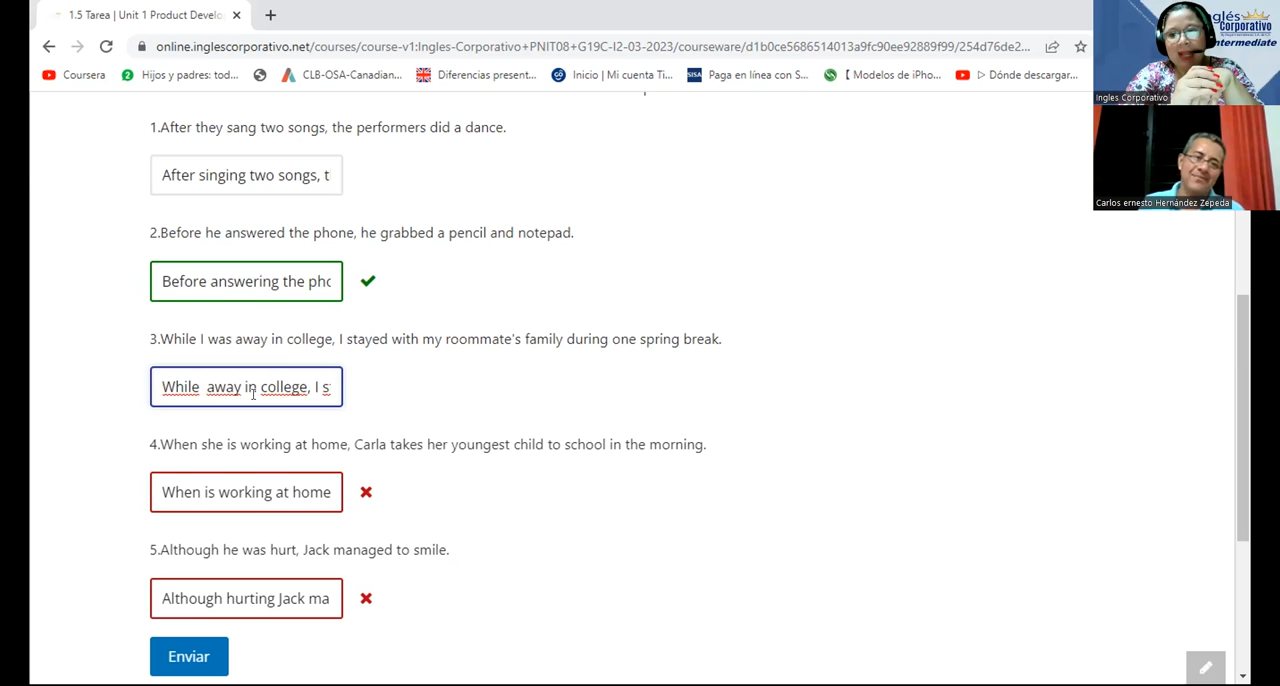 1.5 Tarea | Unit 1 Product Develo
online.inglescorporativo.net/courses/course-v1:Ingles-Corporativo+PNIT08+G19C-I2-03-2023/courseware/d1b0ce5686514013a9fc90ee92889f99/254d76de2...
Coursera
Hijos y padres: tod...
CLB-OSA-Canadian...
Diferencias present...
Inicio | Mi cuenta Ti...
Paga en línea con S...
【 Modelos de iPho...
▷ Dónde descargar...
1.After they sang two songs, the performers did a dance.
After singing two songs, t
2.Before he answered the phone, he grabbed a pencil and notepad.
Before answering the pho
3.While I was away in college, I stayed with my roommate's family during one spring break.
While away in college, I s
4.When she is working at home, Carla takes her youngest child to school in the morning.
When is working at home
5.Although he was hurt, Jack managed to smile.
Although hurting Jack ma
Enviar
Inglés
Corporativo
Intermediate
Ingles Corporativo
Carlos ernesto Hernández Zepeda